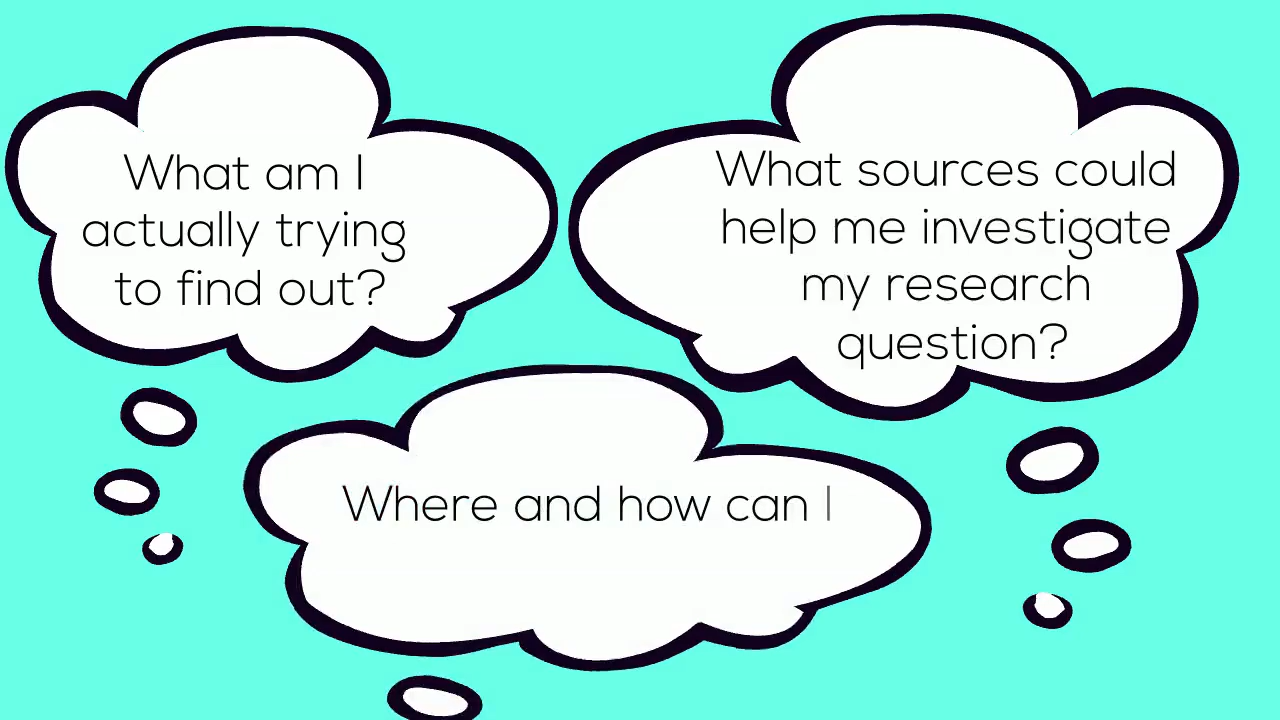 What am I
actually trying
to find out?
What sources could
help me investigate
my research
question?
Where and how can I